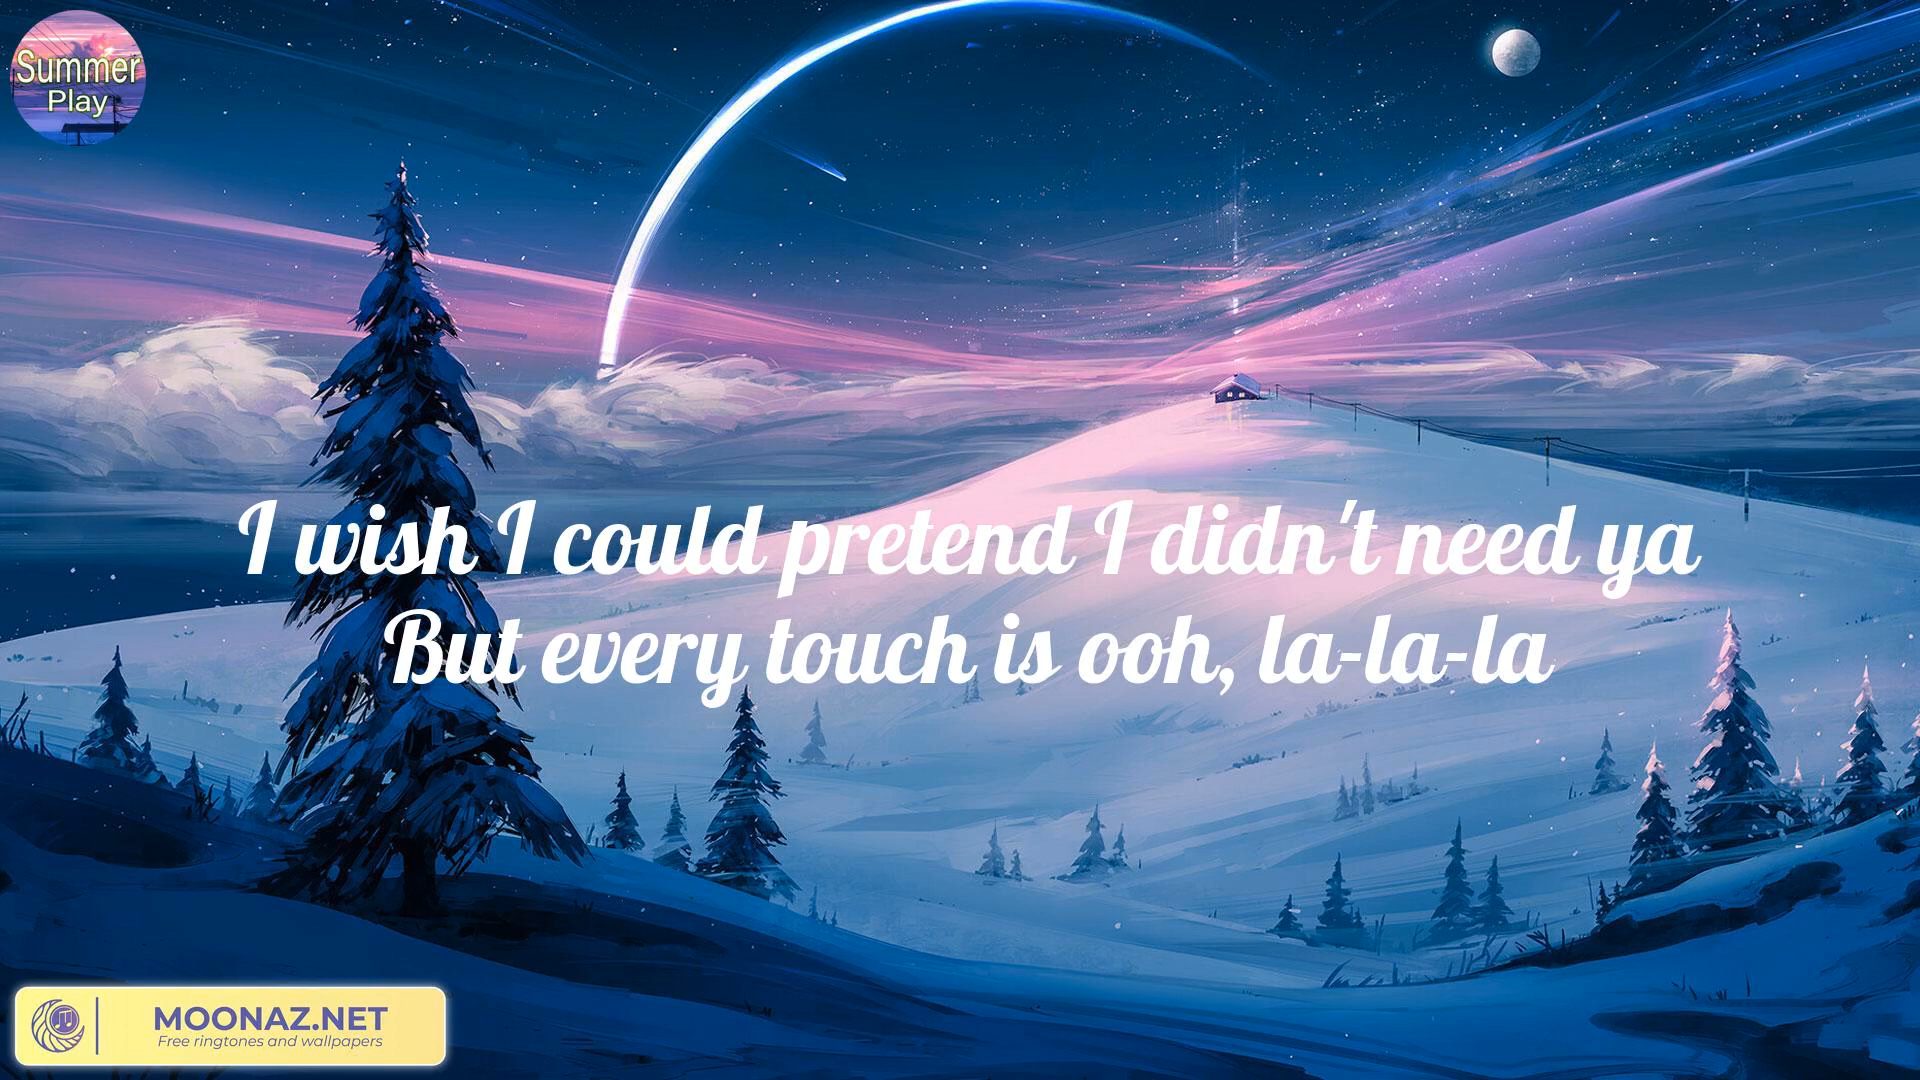 Summer
Play
I wish I could pretend I didn't need ya
But every touch is ooh, la-la-la
MOONAZ.NET
Free ringtones and wallpapers